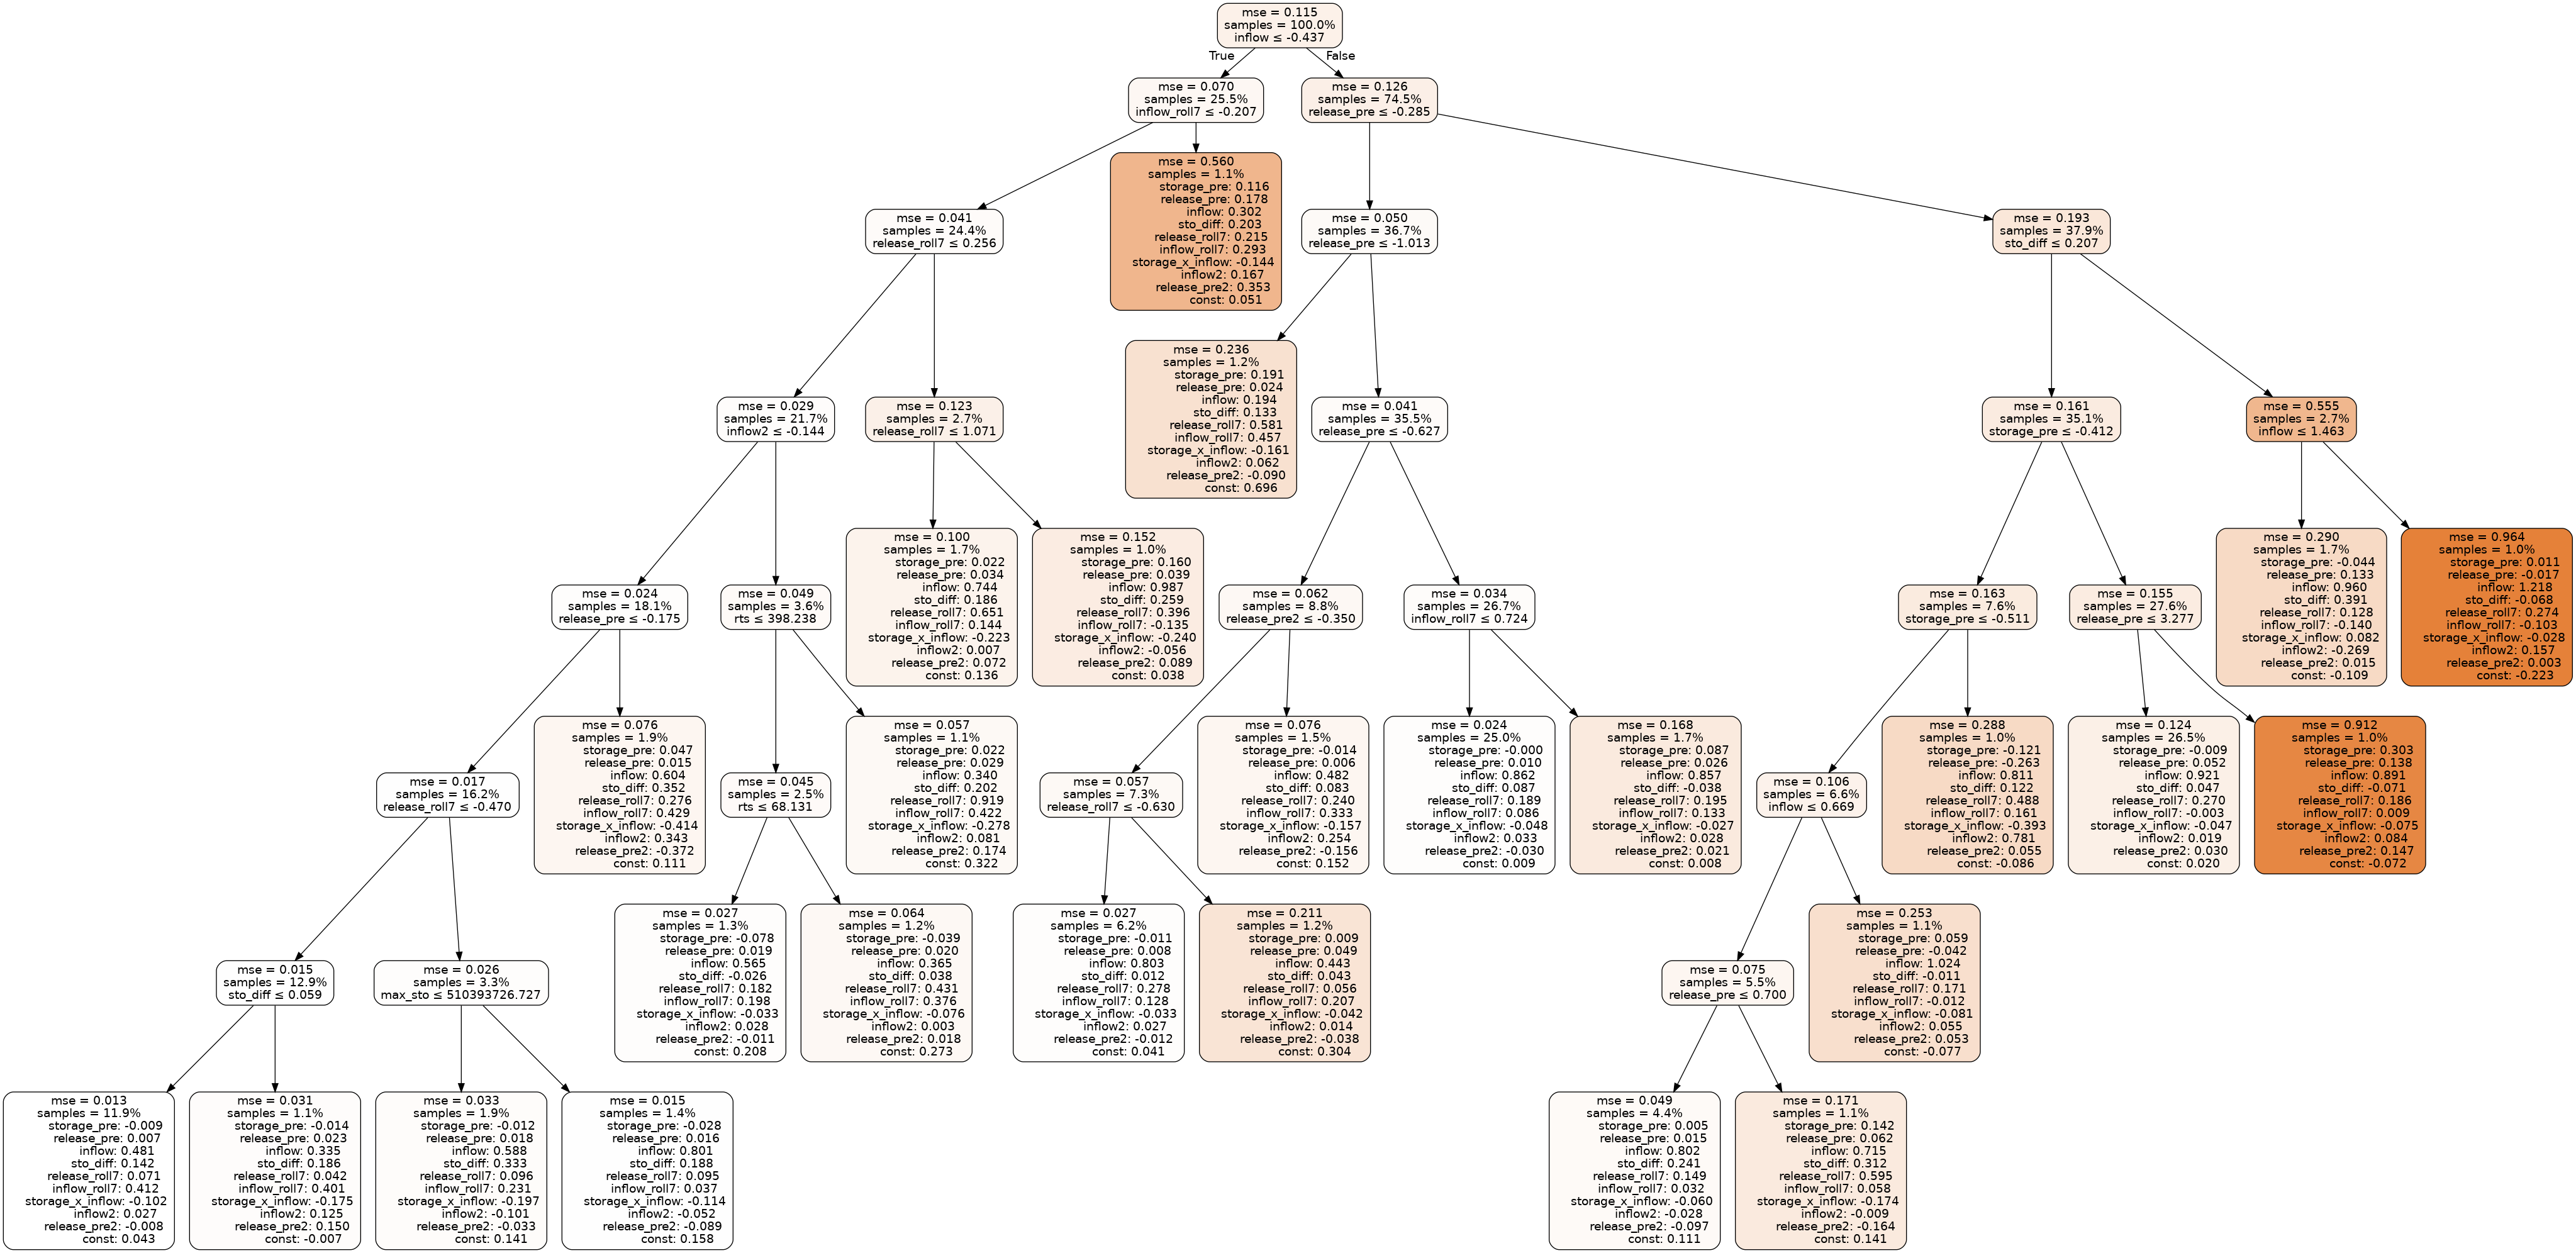 mse = 0.115
samples = 100.0%
inflow ≤ -0.437
True
False
mse = 0.070
samples = 25.5%
inflow_roll7 ≤ -0.207
mse = 0.126
samples = 74.5%
release_pre ≤ -0.285
mse = 0.560
samples = 1.1%
storage_pre: 0.116
release_pre: 0.178
inflow: 0.302
sto_diff: 0.203
release_roll7: 0.215
inflow_roll7: 0.293
storage_x_inflow: -0.144
inflow2: 0.167
release_pre2: 0.353
const: 0.051
mse = 0.041
samples = 24.4%
release_roll7 ≤ 0.256
mse = 0.050
samples = 36.7%
release_pre ≤ -1.013
mse = 0.193
samples = 37.9%
sto_diff ≤ 0.207
mse = 0.236
samples = 1.2%
storage_pre: 0.191
release_pre: 0.024
inflow: 0.194
sto_diff: 0.133
release_roll7: 0.581
inflow_roll7: 0.457
storage_x_inflow: -0.161
inflow2: 0.062
release_pre2: -0.090
const: 0.696
mse = 0.029
samples = 21.7%
inflow2 ≤ -0.144
mse = 0.123
samples = 2.7%
release_roll7 ≤ 1.071
mse = 0.041
samples = 35.5%
release_pre ≤ -0.627
mse = 0.161
samples = 35.1%
storage_pre ≤ -0.412
mse = 0.555
samples = 2.7%
inflow ≤ 1.463
mse = 0.100
samples = 1.7%
storage_pre: 0.022
release_pre: 0.034
inflow: 0.744
sto_diff: 0.186
release_roll7: 0.651
inflow_roll7: 0.144
storage_x_inflow: -0.223
inflow2: 0.007
release_pre2: 0.072
const: 0.136
mse = 0.152
samples = 1.0%
storage_pre: 0.160
release_pre: 0.039
inflow: 0.987
sto_diff: 0.259
release_roll7: 0.396
inflow_roll7: -0.135
storage_x_inflow: -0.240
inflow2: -0.056
release_pre2: 0.089
const: 0.038
mse = 0.290
samples = 1.7%
storage_pre: -0.044
release_pre: 0.133
inflow: 0.960
sto_diff: 0.391
release_roll7: 0.128
inflow_roll7: -0.140
storage_x_inflow: 0.082
inflow2: -0.269
release_pre2: 0.015
const: -0.109
mse = 0.964
samples = 1.0%
storage_pre: 0.011
release_pre: -0.017
inflow: 1.218
sto_diff: -0.068
release_roll7: 0.274
inflow_roll7: -0.103
storage_x_inflow: -0.028
inflow2: 0.157
release_pre2: 0.003
const: -0.223
mse = 0.024
samples = 18.1%
release_pre ≤ -0.175
mse = 0.049
samples = 3.6%
rts ≤ 398.238
mse = 0.062
samples = 8.8%
release_pre2 ≤ -0.350
mse = 0.034
samples = 26.7%
inflow_roll7 ≤ 0.724
mse = 0.163
samples = 7.6%
storage_pre ≤ -0.511
mse = 0.155
samples = 27.6%
release_pre ≤ 3.277
mse = 0.076
samples = 1.9%
storage_pre: 0.047
release_pre: 0.015
inflow: 0.604
sto_diff: 0.352
release_roll7: 0.276
inflow_roll7: 0.429
storage_x_inflow: -0.414
inflow2: 0.343
release_pre2: -0.372
const: 0.111
mse = 0.057
samples = 1.1%
storage_pre: 0.022
release_pre: 0.029
inflow: 0.340
sto_diff: 0.202
release_roll7: 0.919
inflow_roll7: 0.422
storage_x_inflow: -0.278
inflow2: 0.081
release_pre2: 0.174
const: 0.322
mse = 0.076
samples = 1.5%
storage_pre: -0.014
release_pre: 0.006
inflow: 0.482
sto_diff: 0.083
release_roll7: 0.240
inflow_roll7: 0.333
storage_x_inflow: -0.157
inflow2: 0.254
release_pre2: -0.156
const: 0.152
mse = 0.024
samples = 25.0%
storage_pre: -0.000
release_pre: 0.010
inflow: 0.862
sto_diff: 0.087
release_roll7: 0.189
inflow_roll7: 0.086
storage_x_inflow: -0.048
inflow2: 0.033
release_pre2: -0.030
const: 0.009
mse = 0.168
samples = 1.7%
storage_pre: 0.087
release_pre: 0.026
inflow: 0.857
sto_diff: -0.038
release_roll7: 0.195
inflow_roll7: 0.133
storage_x_inflow: -0.027
inflow2: 0.028
release_pre2: 0.021
const: 0.008
mse = 0.288
samples = 1.0%
storage_pre: -0.121
release_pre: -0.263
inflow: 0.811
sto_diff: 0.122
release_roll7: 0.488
inflow_roll7: 0.161
storage_x_inflow: -0.393
inflow2: 0.781
release_pre2: 0.055
const: -0.086
mse = 0.124
samples = 26.5%
storage_pre: -0.009
release_pre: 0.052
inflow: 0.921
sto_diff: 0.047
release_roll7: 0.270
inflow_roll7: -0.003
storage_x_inflow: -0.047
inflow2: 0.019
release_pre2: 0.030
const: 0.020
mse = 0.912
samples = 1.0%
storage_pre: 0.303
release_pre: 0.138
inflow: 0.891
sto_diff: -0.071
release_roll7: 0.186
inflow_roll7: 0.009
storage_x_inflow: -0.075
inflow2: 0.084
release_pre2: 0.147
const: -0.072
mse = 0.017
samples = 16.2%
release_roll7 ≤ -0.470
mse = 0.045
samples = 2.5%
rts ≤ 68.131
mse = 0.057
samples = 7.3%
release_roll7 ≤ -0.630
mse = 0.106
samples = 6.6%
inflow ≤ 0.669
mse = 0.027
samples = 1.3%
storage_pre: -0.078
release_pre: 0.019
inflow: 0.565
sto_diff: -0.026
release_roll7: 0.182
inflow_roll7: 0.198
storage_x_inflow: -0.033
inflow2: 0.028
release_pre2: -0.011
const: 0.208
mse = 0.064
samples = 1.2%
storage_pre: -0.039
release_pre: 0.020
inflow: 0.365
sto_diff: 0.038
release_roll7: 0.431
inflow_roll7: 0.376
storage_x_inflow: -0.076
inflow2: 0.003
release_pre2: 0.018
const: 0.273
mse = 0.027
samples = 6.2%
storage_pre: -0.011
release_pre: 0.008
inflow: 0.803
sto_diff: 0.012
release_roll7: 0.278
inflow_roll7: 0.128
storage_x_inflow: -0.033
inflow2: 0.027
release_pre2: -0.012
const: 0.041
mse = 0.211
samples = 1.2%
storage_pre: 0.009
release_pre: 0.049
inflow: 0.443
sto_diff: 0.043
release_roll7: 0.056
inflow_roll7: 0.207
storage_x_inflow: -0.042
inflow2: 0.014
release_pre2: -0.038
const: 0.304
mse = 0.253
samples = 1.1%
storage_pre: 0.059
release_pre: -0.042
inflow: 1.024
sto_diff: -0.011
release_roll7: 0.171
inflow_roll7: -0.012
storage_x_inflow: -0.081
inflow2: 0.055
release_pre2: 0.053
const: -0.077
mse = 0.015
samples = 12.9%
sto_diff ≤ 0.059
mse = 0.026
samples = 3.3%
max_sto ≤ 510393726.727
mse = 0.075
samples = 5.5%
release_pre ≤ 0.700
mse = 0.013
samples = 11.9%
storage_pre: -0.009
release_pre: 0.007
inflow: 0.481
sto_diff: 0.142
release_roll7: 0.071
inflow_roll7: 0.412
storage_x_inflow: -0.102
inflow2: 0.027
release_pre2: -0.008
const: 0.043
mse = 0.031
samples = 1.1%
storage_pre: -0.014
release_pre: 0.023
inflow: 0.335
sto_diff: 0.186
release_roll7: 0.042
inflow_roll7: 0.401
storage_x_inflow: -0.175
inflow2: 0.125
release_pre2: 0.150
const: -0.007
mse = 0.033
samples = 1.9%
storage_pre: -0.012
release_pre: 0.018
inflow: 0.588
sto_diff: 0.333
release_roll7: 0.096
inflow_roll7: 0.231
storage_x_inflow: -0.197
inflow2: -0.101
release_pre2: -0.033
const: 0.141
mse = 0.015
samples = 1.4%
storage_pre: -0.028
release_pre: 0.016
inflow: 0.801
sto_diff: 0.188
release_roll7: 0.095
inflow_roll7: 0.037
storage_x_inflow: -0.114
inflow2: -0.052
release_pre2: -0.089
const: 0.158
mse = 0.049
samples = 4.4%
storage_pre: 0.005
release_pre: 0.015
inflow: 0.802
sto_diff: 0.241
release_roll7: 0.149
inflow_roll7: 0.032
storage_x_inflow: -0.060
inflow2: -0.028
release_pre2: -0.097
const: 0.111
mse = 0.171
samples = 1.1%
storage_pre: 0.142
release_pre: 0.062
inflow: 0.715
sto_diff: 0.312
release_roll7: 0.595
inflow_roll7: 0.058
storage_x_inflow: -0.174
inflow2: -0.009
release_pre2: -0.164
const: 0.141